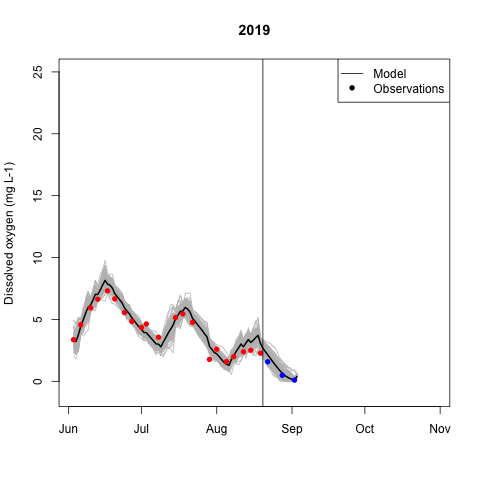 2019
Model
Observations
Dissolved oxygen (mg L-1)
25
20
15
10
5
0
Jun Jul Aug Sep Oct Nov